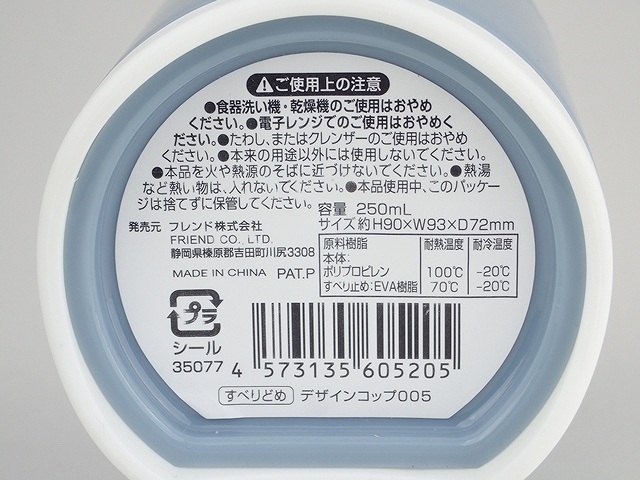 ⚠ご使用上の注意
●食器洗い機・乾燥機のご使用はおやめ
ください。●電子レンジでのご使用はおやめく
ださい。●たわし、またはクレンザーのご使用はおやめ
ください。●本来の用途以外には使用しないでください。
●本品を火や熱源のそばに近づけないでください。●熱湯
など熱い物は、入れないでください。●本品使用中、このパッケー
ジは捨てずに保管してください。
容量 250mL
サイズ 約H90×W93×D72mm
発売元 フレンド株式会社
FRIEND CO. LTD.
静岡県榛原郡吉田町川尻3308
MADE IN CHINA PAT.P
原料樹脂 耐熱温度 耐冷温度
本体:
ポリプロピレン 100℃ -20℃
すべり止め:EVA樹脂 70℃ -20℃
プラ
シール
35077
4 573135 605205
すべりどめ デザインコップ005